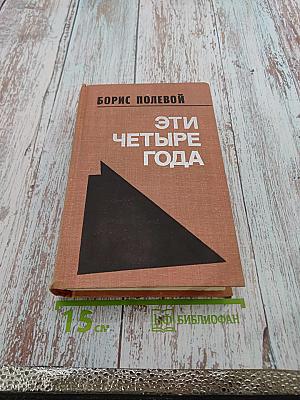 БОРИС ПОЛЕВОЙ
ЭТИ
ЧЕТЫРЕ
ГОДА
15 см.
БИБЛИОФАН